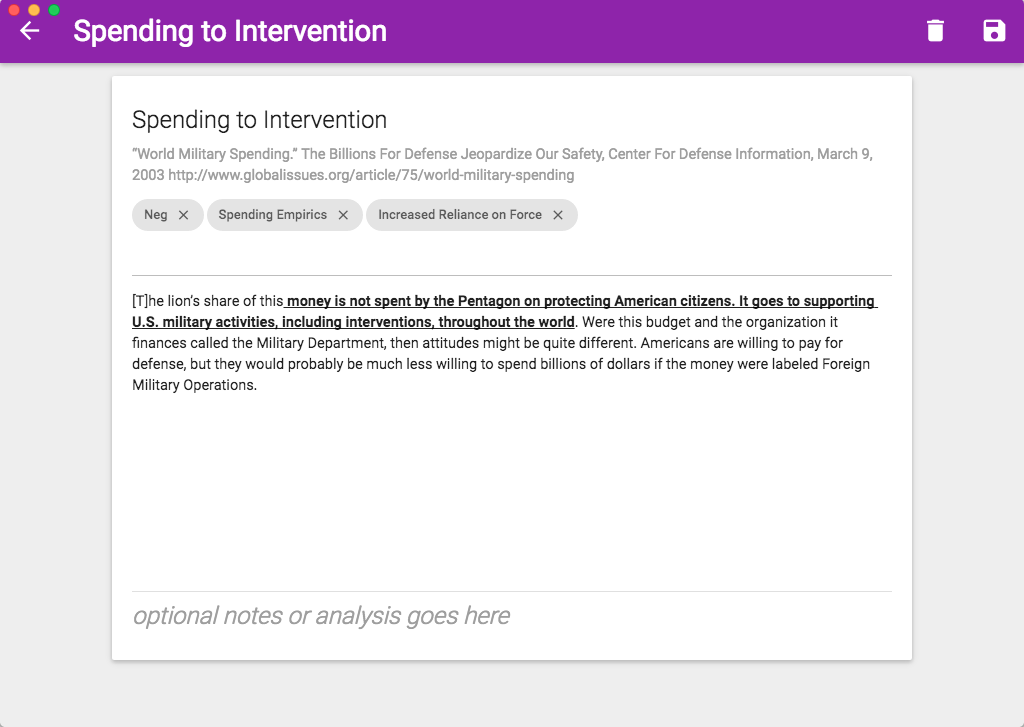 Spending to Intervention
Spending to Intervention
“World Military Spending.” The Billions For Defense Jeopardize Our Safety, Center For Defense Information, March 9,
2003 http://www.globalissues.org/article/75/world-military-spending
Neg
Spending Empirics
Increased Reliance on Force
[T]he lion’s share of this money is not spent by the Pentagon on protecting American citizens. It goes to supporting
U.S. military activities, including interventions, throughout the world. Were this budget and the organization it
finances called the Military Department, then attitudes might be quite different. Americans are willing to pay for
defense, but they would probably be much less willing to spend billions of dollars if the money were labeled Foreign
Military Operations.
optional notes or analysis goes here